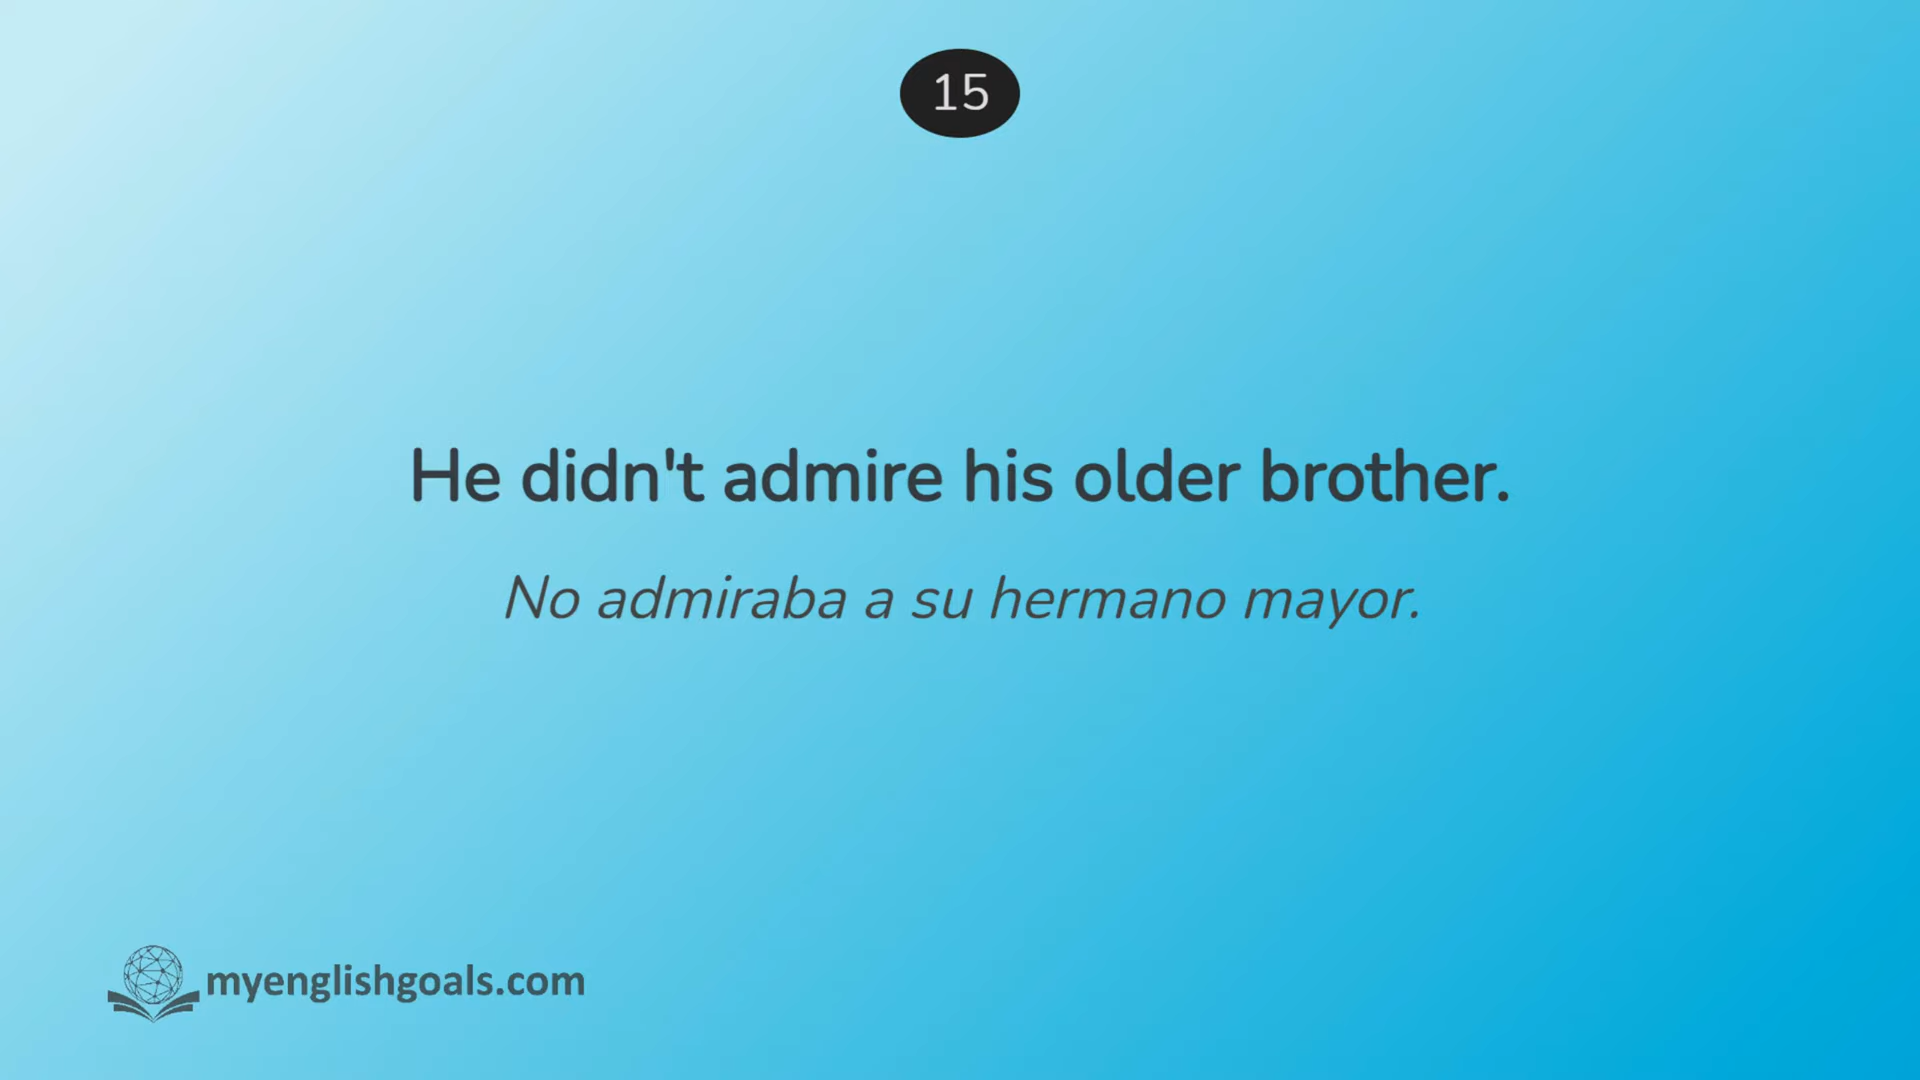 15
He didn't admire his older brother.
No admiraba a su hermano mayor.
myenglishgoals.com